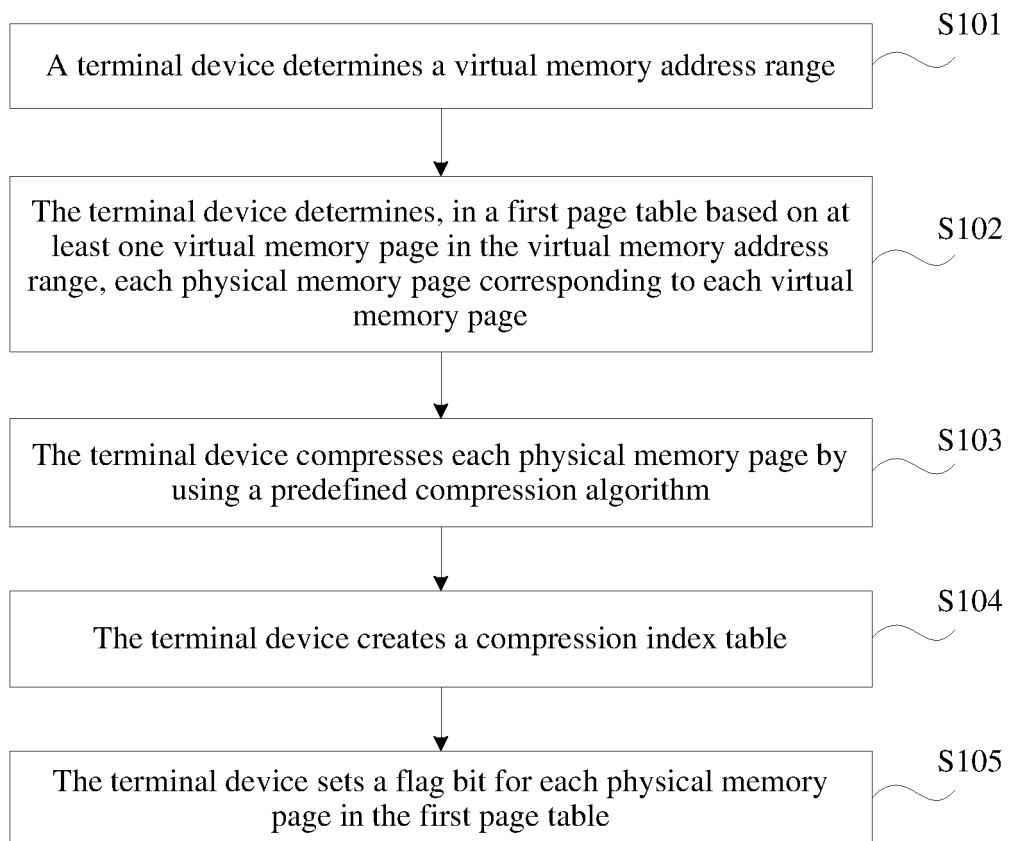 S101
A terminal device determines a virtual memory address range
The terminal device determines, in a first page table based on at
least one virtual memory page in the virtual memory address
range, each physical memory page corresponding to each virtual
memory page
S102
The terminal device compresses each physical memory page by
using a predefined compression algorithm
S103
The terminal device creates a compression index table
S104
The terminal device sets a flag bit for each physical memory
page in the first page table
S105